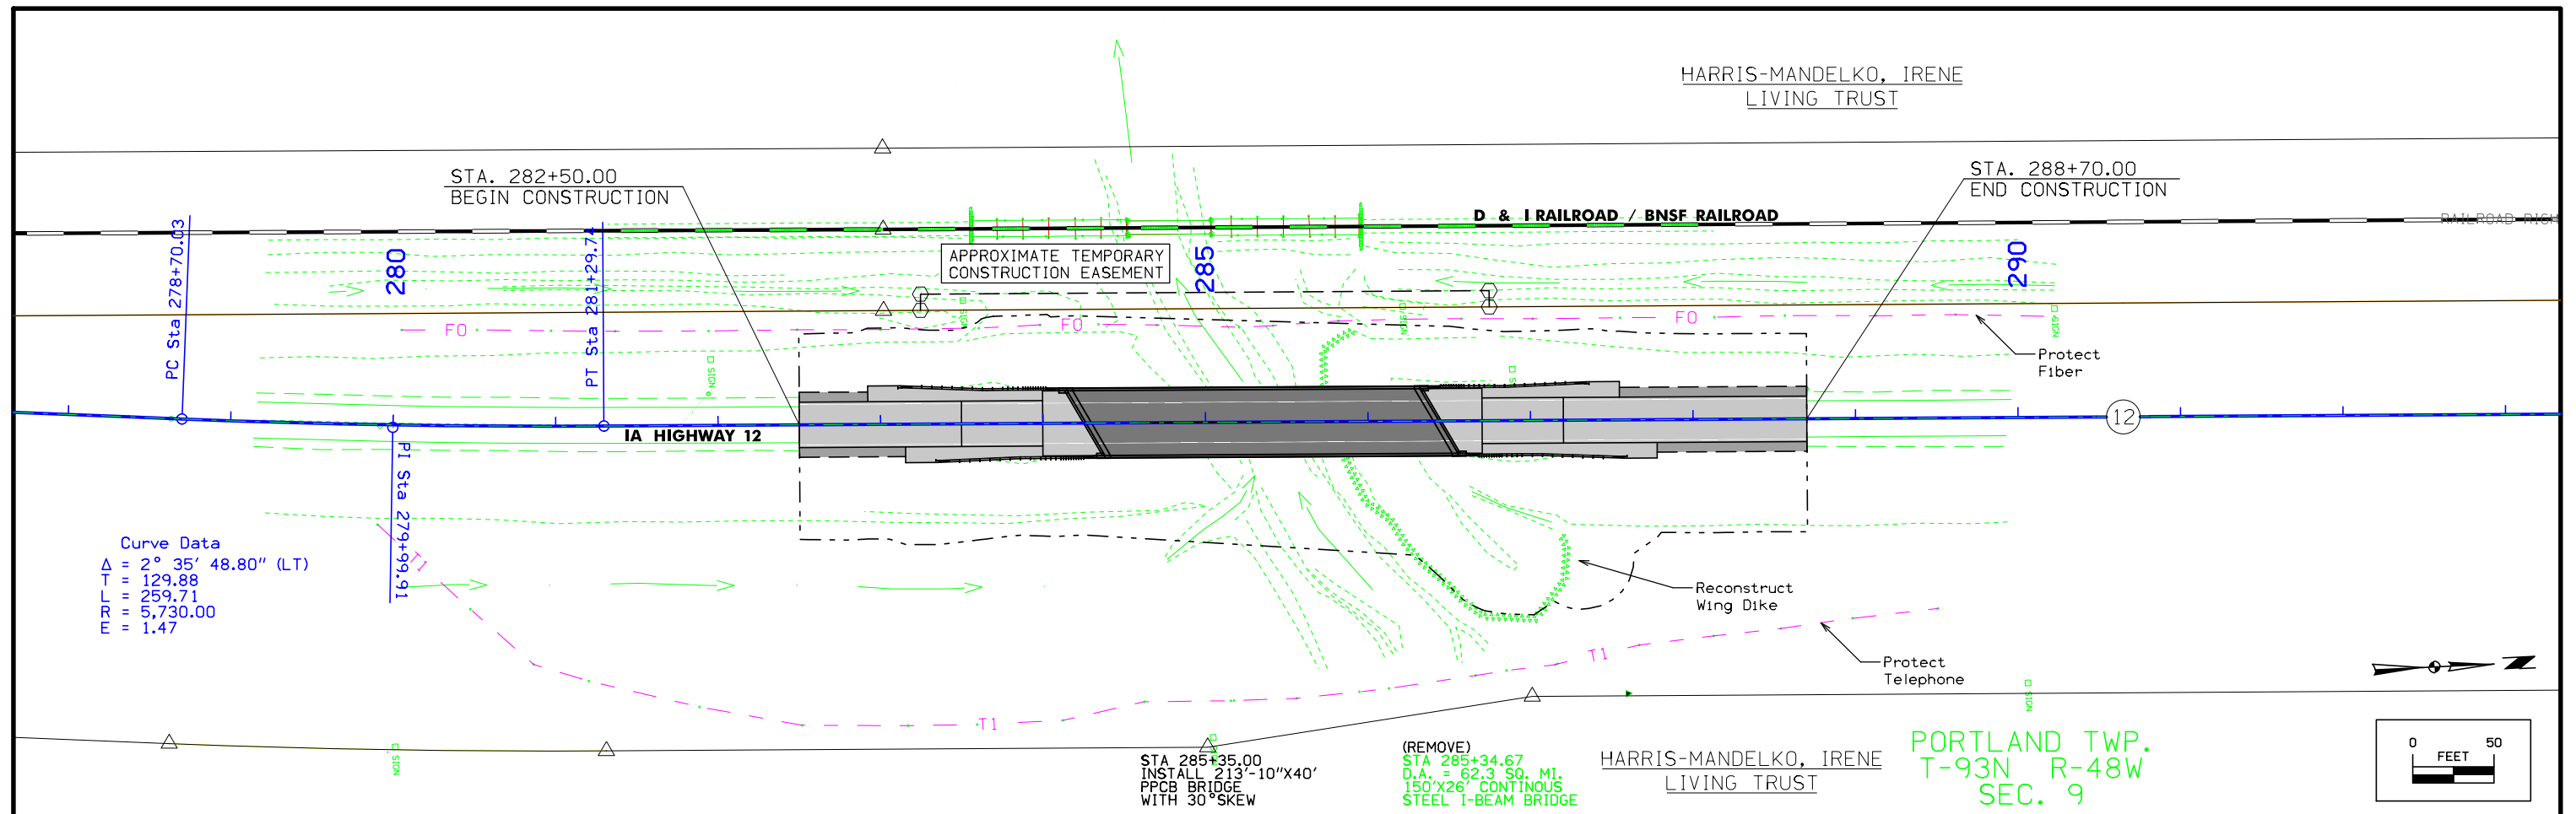 HARRIS-MANDELKO, IRENE
LIVING TRUST
STA. 282+50.00
BEGIN CONSTRUCTION
STA. 288+70.00
END CONSTRUCTION
D & I RAILROAD / BNSF RAILROAD
PC Sta 278+70.03
280
PT Sta 281+29.74
APPROXIMATE TEMPORARY
CONSTRUCTION EASEMENT
285
290
SIGN
SIGN
SIGN
FO
FO
FO
Protect
Fiber
SIGN
IA HIGHWAY 12
12
PI Sta 279+99.91
Curve Data
Δ = 2° 35' 48.80" (LT)
T = 129.88
L = 259.71
R = 5,730.00
E = 1.47
T1
Reconstruct
Wing Dike
T1
Protect
Telephone
T1
SIGN
SIGN
STA 285+35.00
INSTALL 213'-10"X40'
PPCB BRIDGE
WITH 30°SKEW
(REMOVE)
STA 285+34.67
D.A. = 62.3 SQ. MI.
150'X26' CONTINOUS
STEEL I-BEAM BRIDGE
HARRIS-MANDELKO, IRENE
LIVING TRUST
PORTLAND TWP.
T-93N R-48W
SEC. 9
0 50
FEET